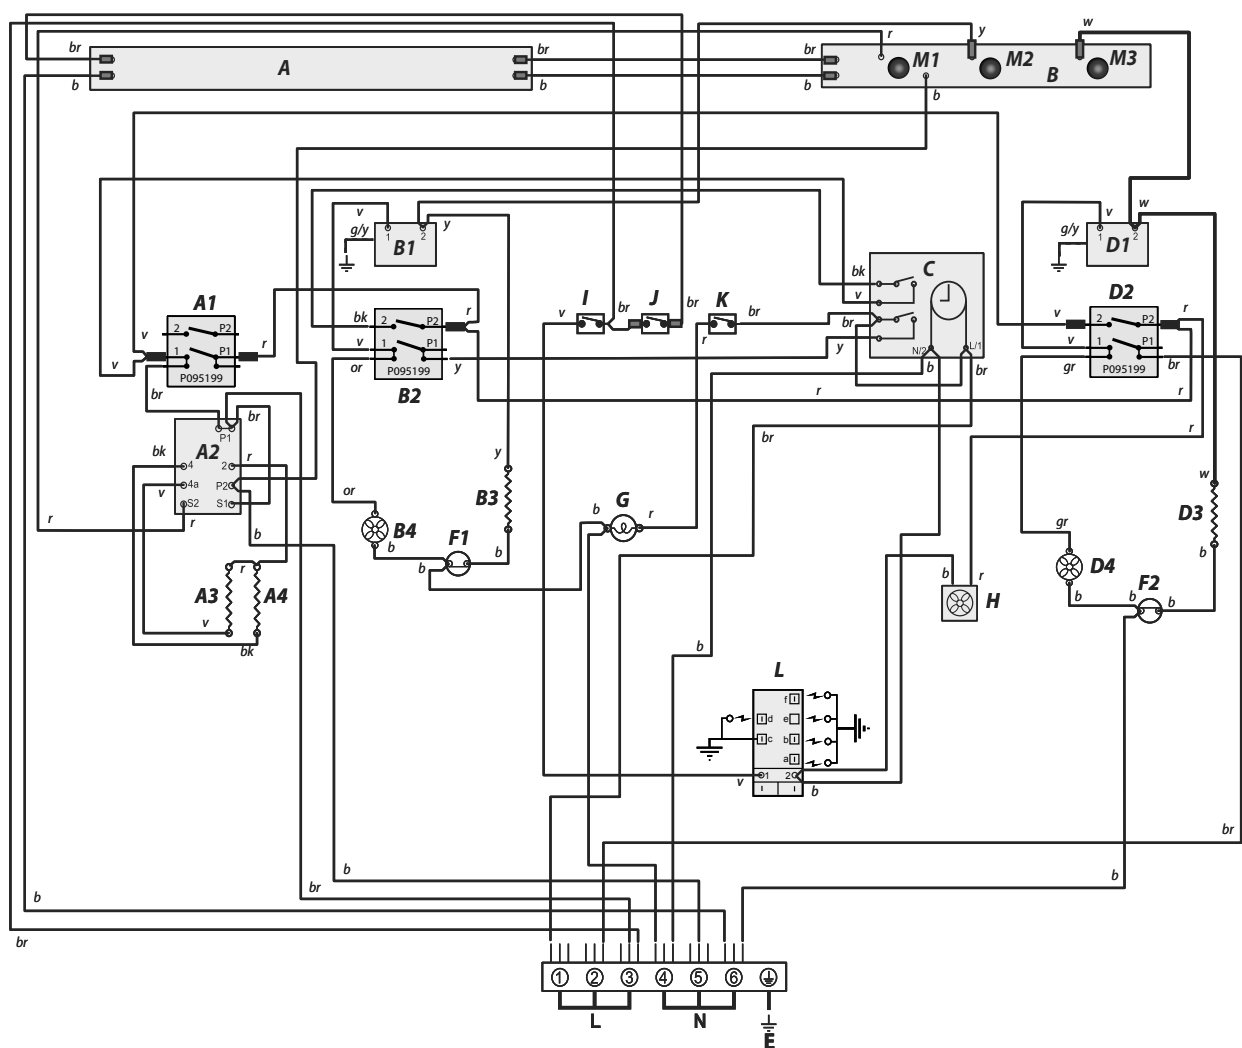 br
b
A
br
b
br
b
r
M1
y
M2
w
M3
B
b
v
g/y
1
2
B1
y
v
g/y
1
2
D1
w
A1
v
v
2
P2
1
P1
P095199
r
br
bk
v
or
2
P2
1
P1
P095199
r
y
B2
v
I
br
J
br
K
r
br
bk
v
br
y
C
N/2
L/1
b
br
D2
v
v
gr
2
P2
1
P1
P095199
r
br
r
r
r
br
br
P1
A2
bk
v
4
4a
S2
2
P2
S1
r
b
r
r
A3
r
A4
v
bk
or
B4
b
y
B3
b
F1
b
b
G
r
b
r
H
w
D3
b
gr
D4
b
b
F2
b
b
L
f
d
e
c
b
a
1
2
v
b
br
b
b
br
b
br
1
2
3
4
5
6
L
N
E